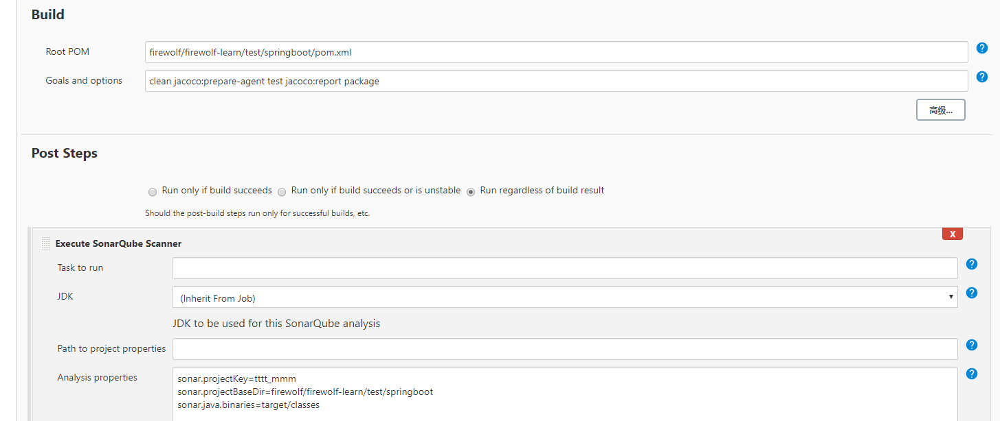 Build
Root POM firewolf/firewolf-learn/test/springboot/pom.xml ?
Goals and options clean jacoco:prepare-agent test jacoco:report package ?
高级...
Post Steps
Run only if build succeeds Run only if build succeeds or is unstable Run regardless of build result
Should the post-build steps run only for successful builds, etc.
X
Execute SonarQube Scanner
Task to run ?
JDK (Inherit From Job) ?
JDK to be used for this SonarQube analysis
Path to project properties ?
Analysis properties sonar.projectKey=tttt_mmm ?
sonar.projectBaseDir=firewolf/firewolf-learn/test/springboot
sonar.java.binaries=target/classes